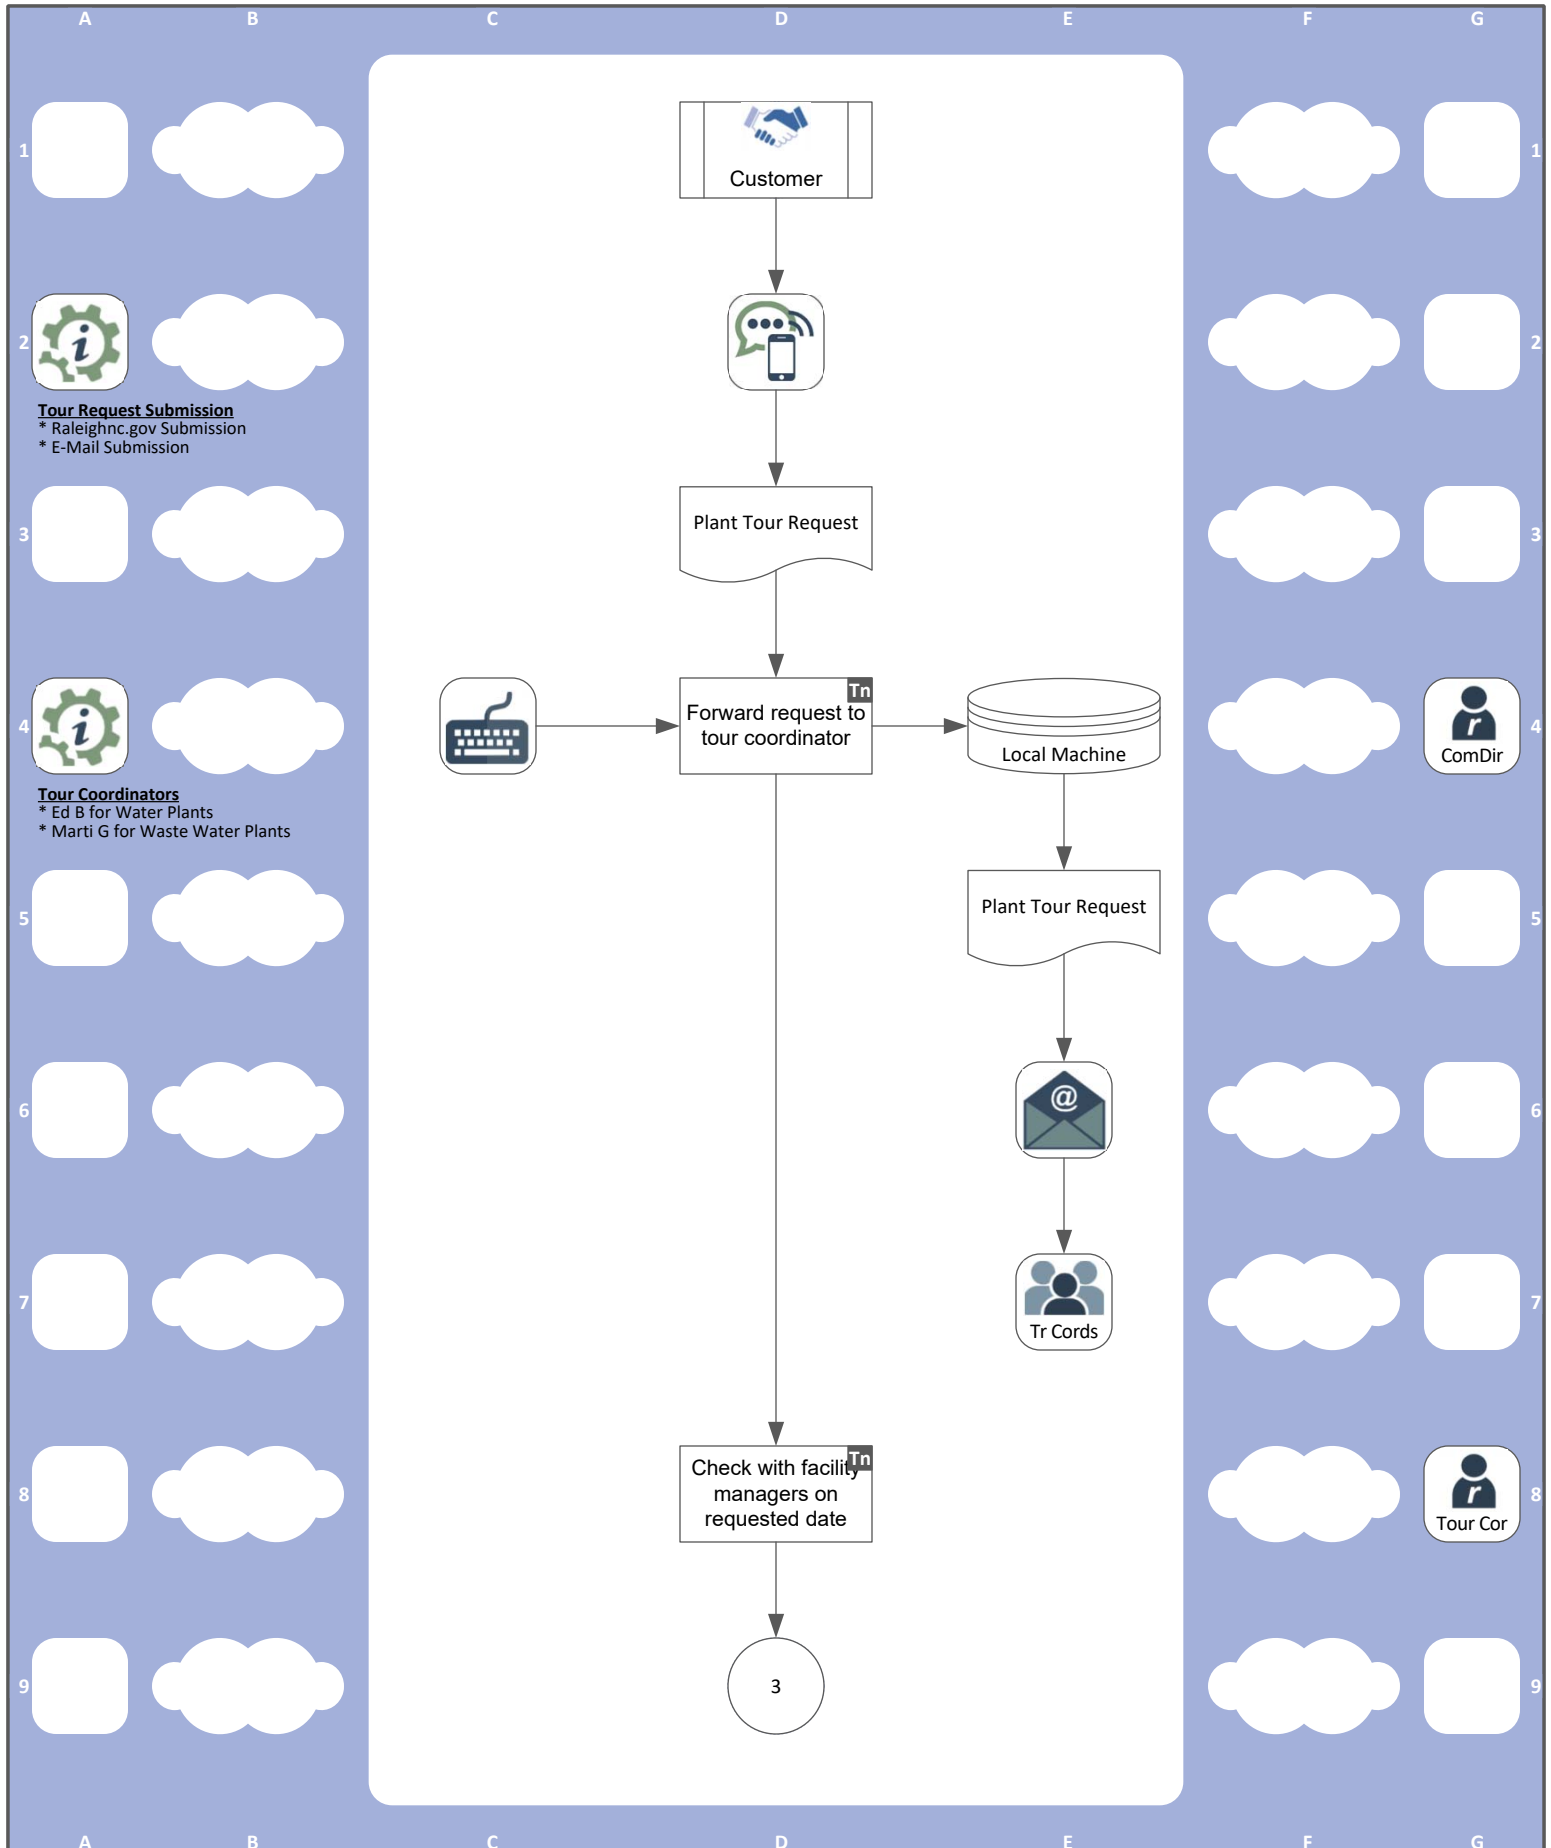 A B C D E F G
1 1
Customer
2 2
Tour Request Submission
* Raleighnc.gov Submission
* E-Mail Submission
3 Plant Tour Request 3
Tn
4 Forward request to
tour coordinator
Local Machine
r
ComDir
4
Tour Coordinators
* Ed B for Water Plants
* Marti G for Waste Water Plants
5 Plant Tour Request 5
6 @ 6
7 7
Tr Cords
Tn
8 Check with facility
managers on
requested date
r
Tour Cor
8
9 3 9
A B C D E F G